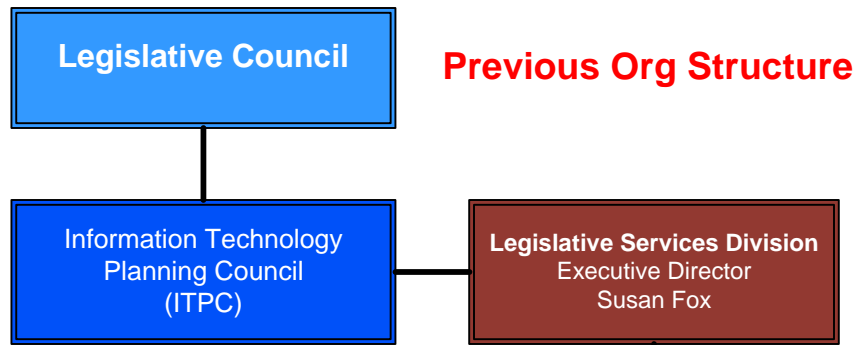 Legislative Council
Previous Org Structure
Information Technology
Planning Council
(ITPC)
Legislative Services Division
Executive Director
Susan Fox